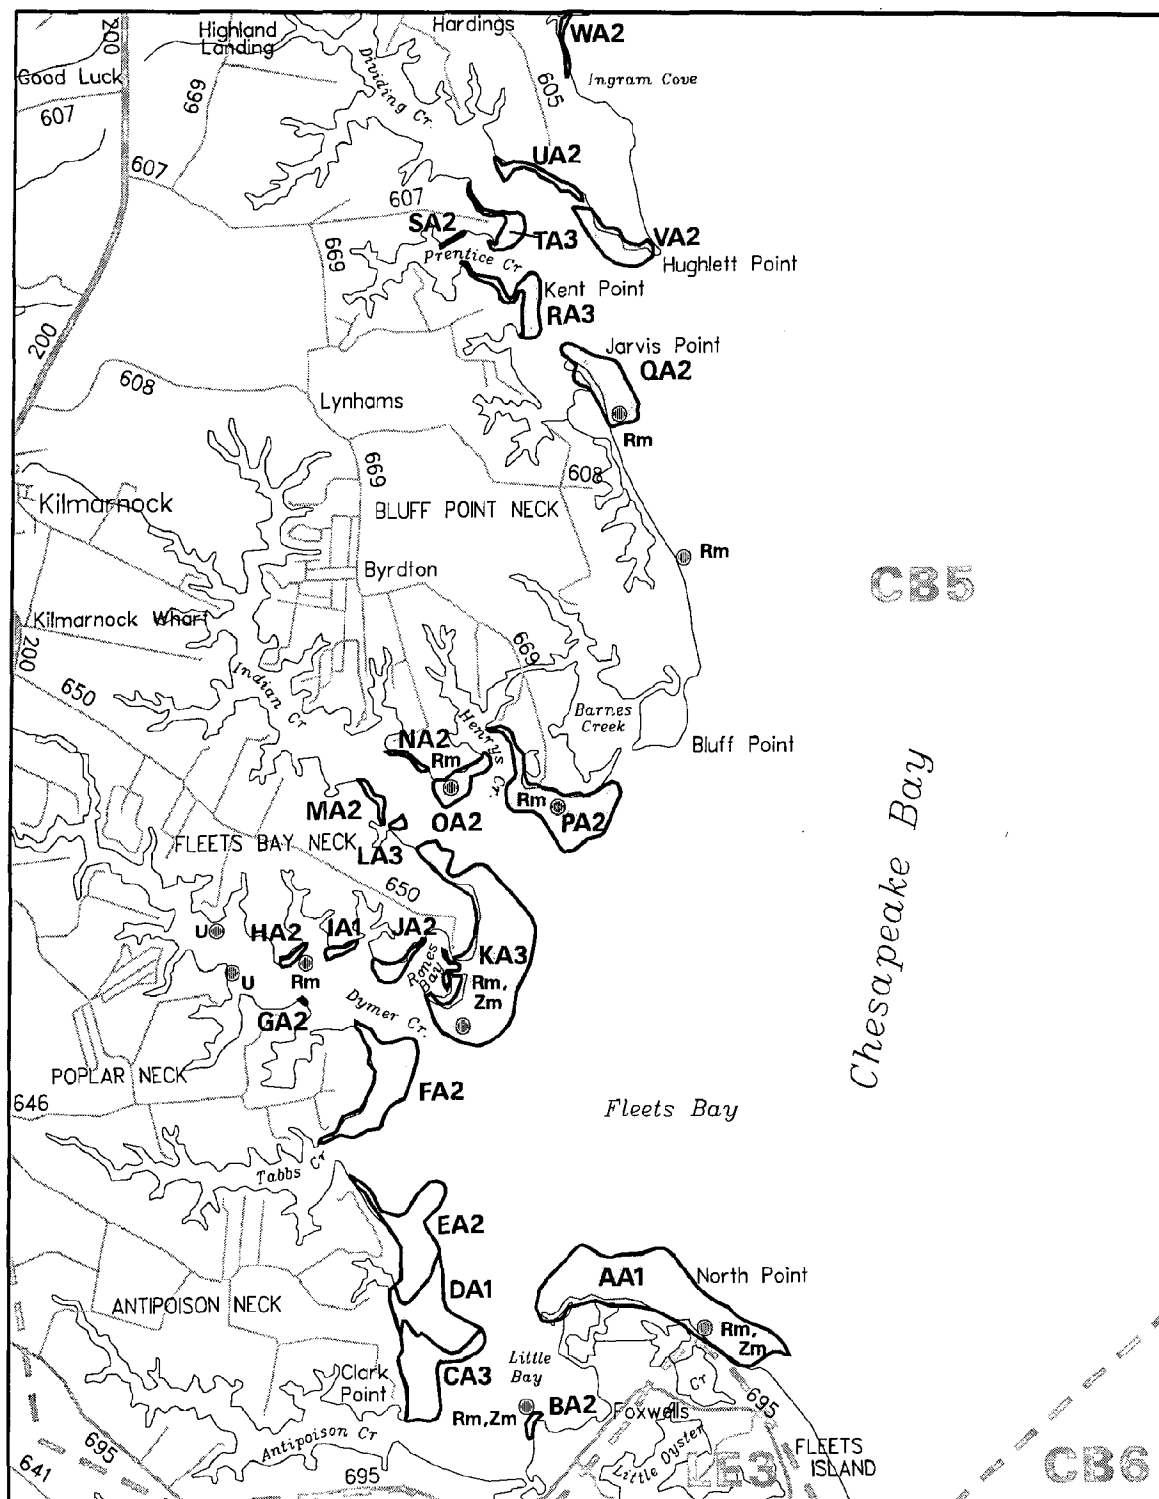 200
Highland
Landing
Hardings
WA2
Good Luck
699
Dividing Cr.
605
Ingram Cove
607
607
UA2
607
SA2
TA3
VA2
Hughlett Point
669
Prentice Cr
Kent Point
RA3
200
Jarvis Point
QA2
608
Lynhams
Rm
669
608
Kilmarnock
BLUFF POINT NECK
Rm
Byrdton
CB5
Kilmarnock Wharf
200
669
650
Indian Cr
Henrys Cr.
Barnes
Creek
Bluff Point
NA2
Rm
Chesapeake Bay
MA2
OA2
Rm
PA2
FLEETS BAY NECK
LA3
650
U
HA2
IA1
JA2
KA3
Rones
Bay
U
Rm
Rm,
Zm
GA2
Dymer Cr.
POPLAR NECK
FA2
646
Fleets Bay
Tabbs Cr
EA2
DA1
AA1
North Point
ANTIPOISON NECK
Rm,
Zm
Clark
Point
CA3
Little
Bay
Cr
695
Rm,Zm
BA2
Foxwells
Antipoison Cr
Little Oyster
695
641
695
LE3
FLEETS
ISLAND
CB6